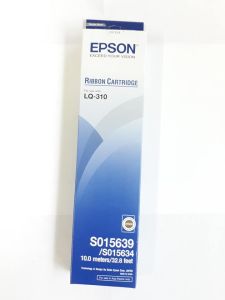 EPSON
EXCEED YOUR VISION
RIBBON CARTRIDGE
LQ-310
S015639
/S015634
10.0 meters/32.8 feet